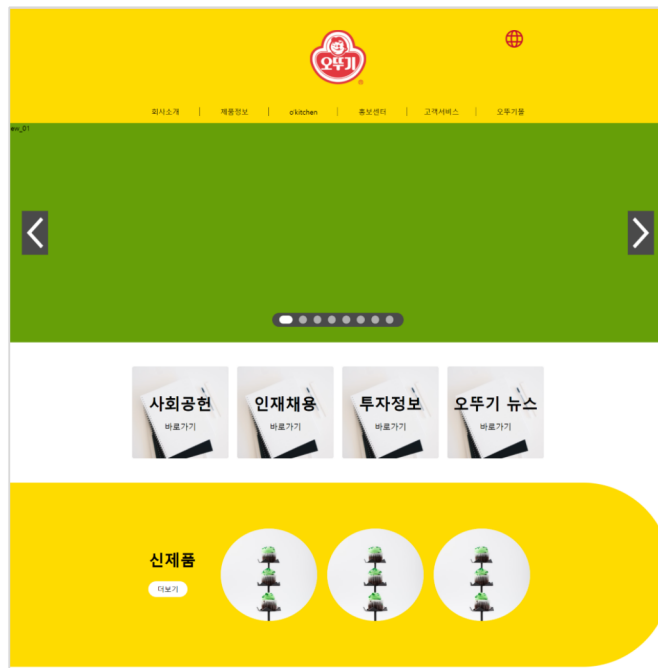 오뚜기
®
회사소개 | 제품정보 | o'kitchen | 홍보센터 | 고객서비스 | 오뚜기몰
ew_01
사회공헌 인재채용 투자정보 오뚜기 뉴스
바로가기 바로가기 바로가기 바로가기
신제품
더보기